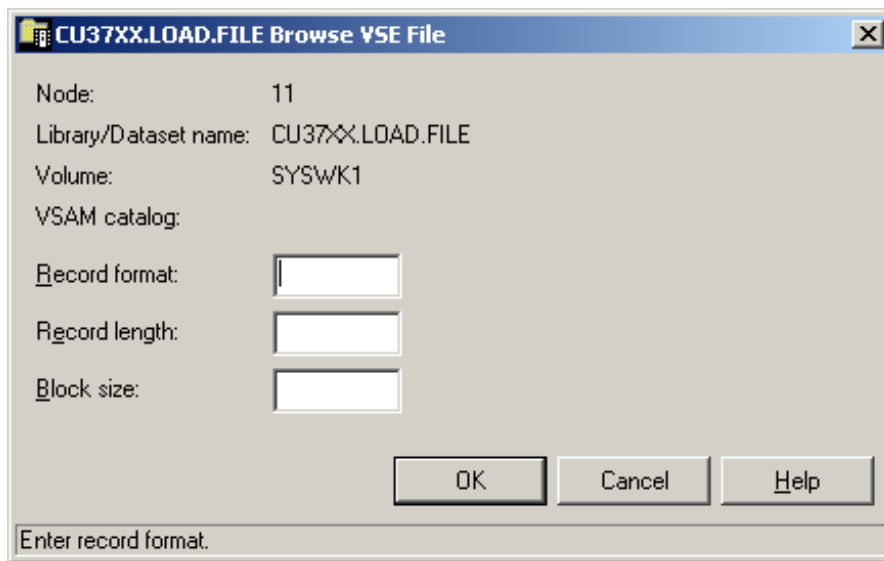 CU37XX.LOAD.FILE Browse VSE File
Node: 11
Library/Dataset name: CU37XX.LOAD.FILE
Volume: SYSWK1
VSAM catalog:
Record format:
Record length:
Block size:
OK Cancel Help
Enter record format.